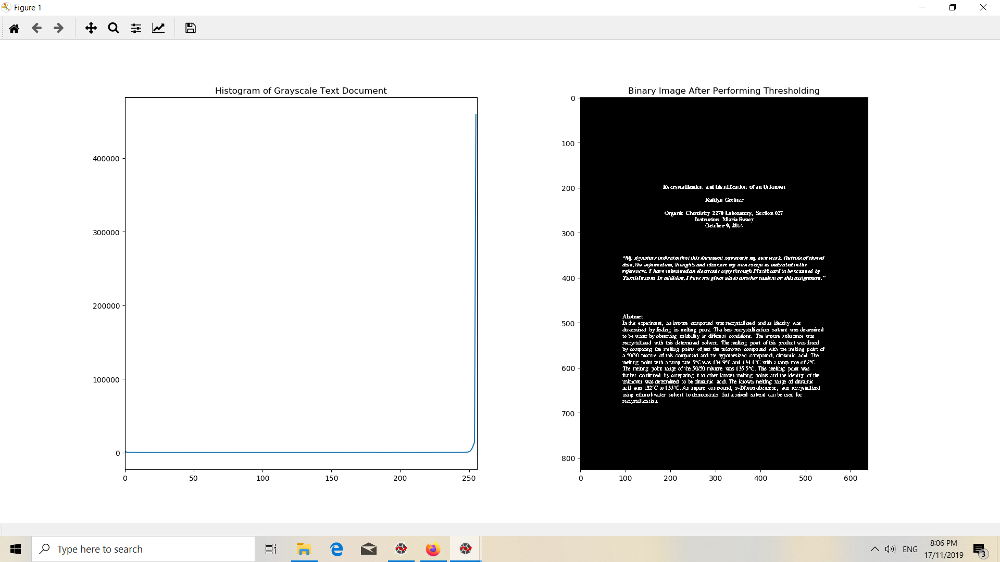 Figure 1
Histogram of Grayscale Text Document
400000
300000
200000
100000
0
0 50 100 150 200 250
Binary Image After Performing Thresholding
0
100
200
300
400
500
600
700
800
0 100 200 300 400 500 600
Recrystallization and Identification of an Unknown
Kaitlyn Greiner
Organic Chemistry 2270 Laboratory, Section 027
Instructor: Maria Swasy
October 9, 2014
"My signature indicates that this document represents my own work. Outside of shared
data, the information, thoughts and ideas are my own except as indicated in the
references. I have submitted an electronic copy through Blackboard to be scanned by
TurnItIn.com. In addition, I have not given aid to another student on this assignment."
Abstract
In this experiment, an impure compound was recrystallized and its identity was
determined by finding its melting point. The best recrystallization solvent was determined
to be water by observing solubility in different conditions. The impure substance was
recrystallized with this determined solvent. The melting point of this product was found
by comparing the melting points of just the unknown compound with the melting point of
a 50/50 mixture of this compound and the hypothesized compound, cinnamic acid. The
melting point with a ramp rate 5°C was 134.9°C and 134.1°C with a ramp rate of 2°C.
The melting point range of the 50/50 mixture was 135.5°C. This melting point was
further confirmed by comparing it to other known melting points and the identity of the
unknown was determined to be cinnamic acid. The known melting range of cinnamic
acid was 132°C to 135°C. An impure compound, p-Dibromobenzene, was recrystallized
using ethanol-water solvent to demonstrate that a mixed solvent can be used for
recrystallization.
Type here to search
ENG
8:06 PM
17/11/2019
3